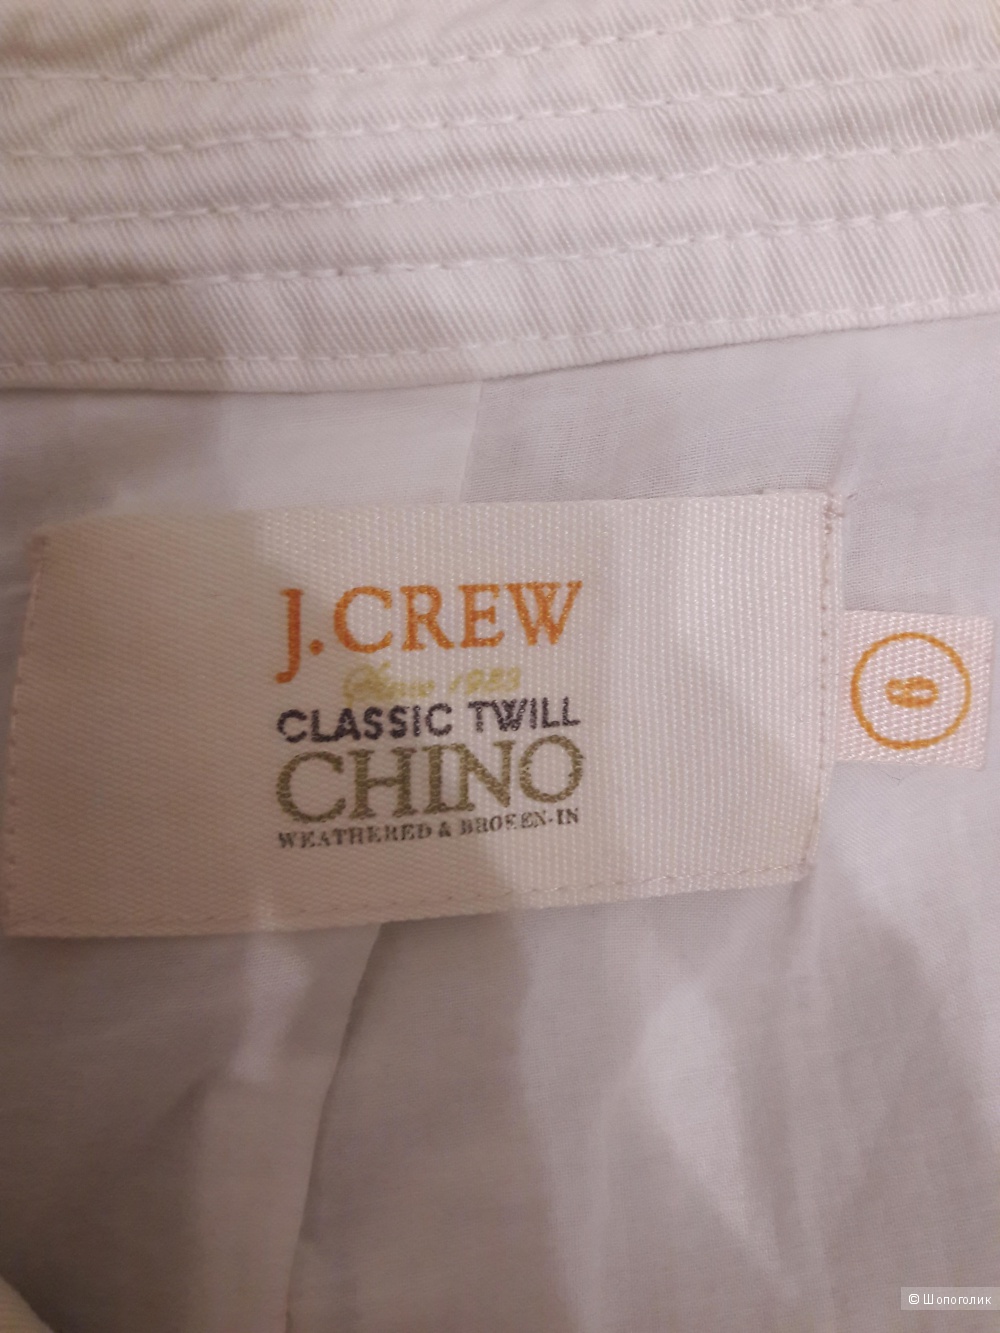 J.CREW
Since 1983
CLASSIC TWILL
CHINO
WEATHERED & BROKEN-IN
8
© Шопоголик